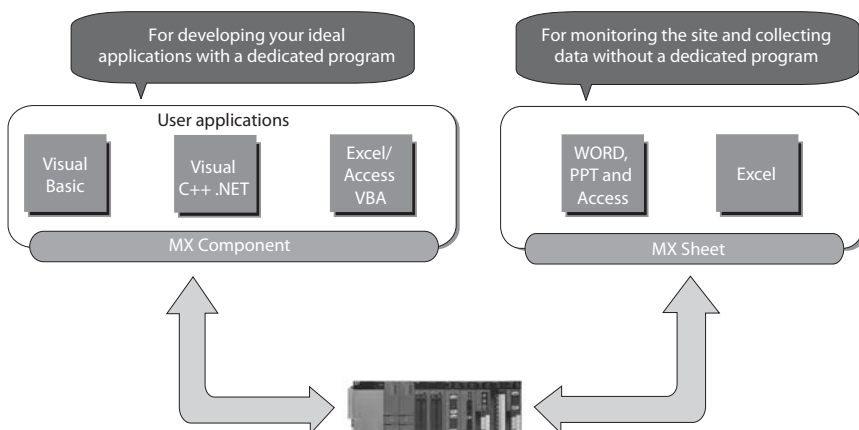 For developing your ideal
applications with a dedicated program
For monitoring the site and collecting
data without a dedicated program
User applications
Visual
Basic
Visual
C++ .NET
Excel/
Access
VBA
MX Component
WORD,
PPT and
Access
Excel
MX Sheet